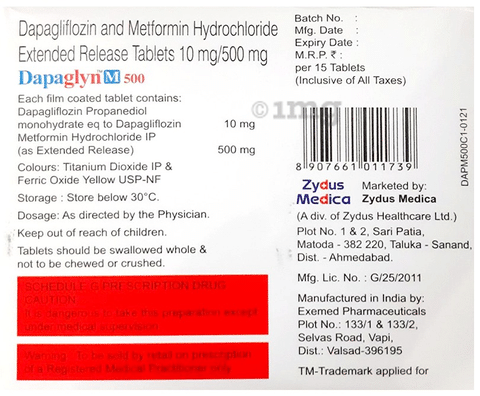 Dapagliflozin and Metformin Hydrochloride
Extended Release Tablets 10 mg/500 mg
Dapaglyn M 500
Each film coated tablet contains:
Dapagliflozin Propanediol
monohydrate eq to Dapagliflozin 10 mg
Metformin Hydrochloride IP
(as Extended Release) 500 mg
Colours: Titanium Dioxide IP &
Ferric Oxide Yellow USP-NF
Storage : Store below 30°C.
Dosage: As directed by the Physician.
Keep out of reach of children.
Tablets should be swallowed whole &
not to be chewed or crushed.
SCHEDULE G PRESCRIPTION DRUG
CAUTION
It is dangerous to take this preparation except
under medical supervision
Warning : To be sold by retail on prescription
of a Registered Medical Practitioner only
Batch No. :
Mfg. Date :
Expiry Date :
M.R.P. ₹ :
per 15 Tablets
(Inclusive of All Taxes)
1mg
8 907661 011739
DAPM500C1-0121
Zydus
Medica
Marketed by:
Zydus Medica
(A div. of Zydus Healthcare Ltd.)
Plot No. 1 & 2, Sari Patia,
Matoda - 382 220, Taluka - Sanand,
Dist. - Ahmedabad.
Mfg. Lic. No. : G/25/2011
Manufactured in India by:
Exemed Pharmaceuticals
Plot No.: 133/1 & 133/2,
Selvas Road, Vapi,
Dist.: Valsad-396195
TM-Trademark applied for